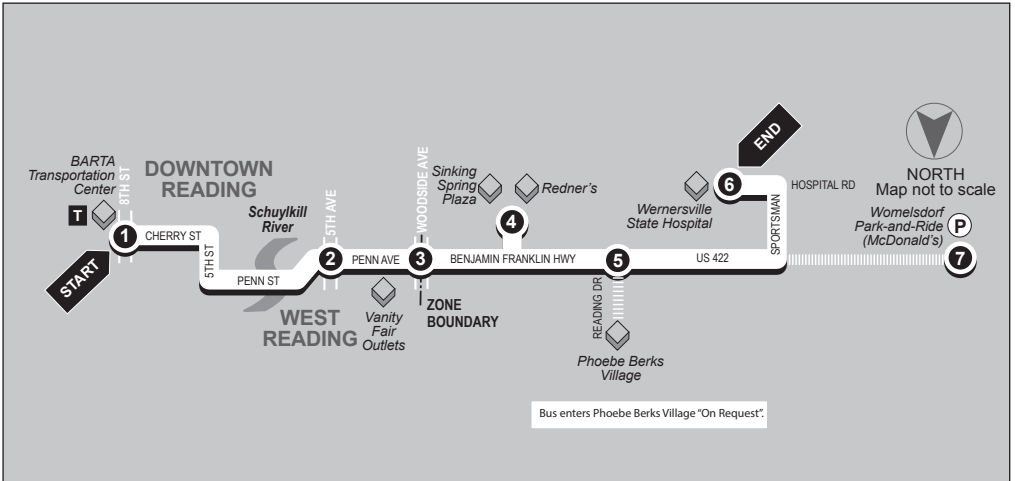 BARTA
Transportation
Center
T
8TH ST
DOWNTOWN
READING
START
1
CHERRY ST
5TH ST
Schuylkill
River
PENN ST
WEST
READING
5TH AVE
2
PENN AVE
Vanity
Fair
Outlets
WOODSIDE AVE
3
ZONE
BOUNDARY
Sinking
Spring
Plaza
Redner's
4
BENJAMIN FRANKLIN HWY
5
READING DR
Phoebe Berks
Village
Bus enters Phoebe Berks Village “On Request”.
US 422
Wernersville
State Hospital
6
END
HOSPITAL RD
SPORTSMAN
NORTH
Map not to scale
Womelsdorf
Park-and-Ride
(McDonald's)
P
7